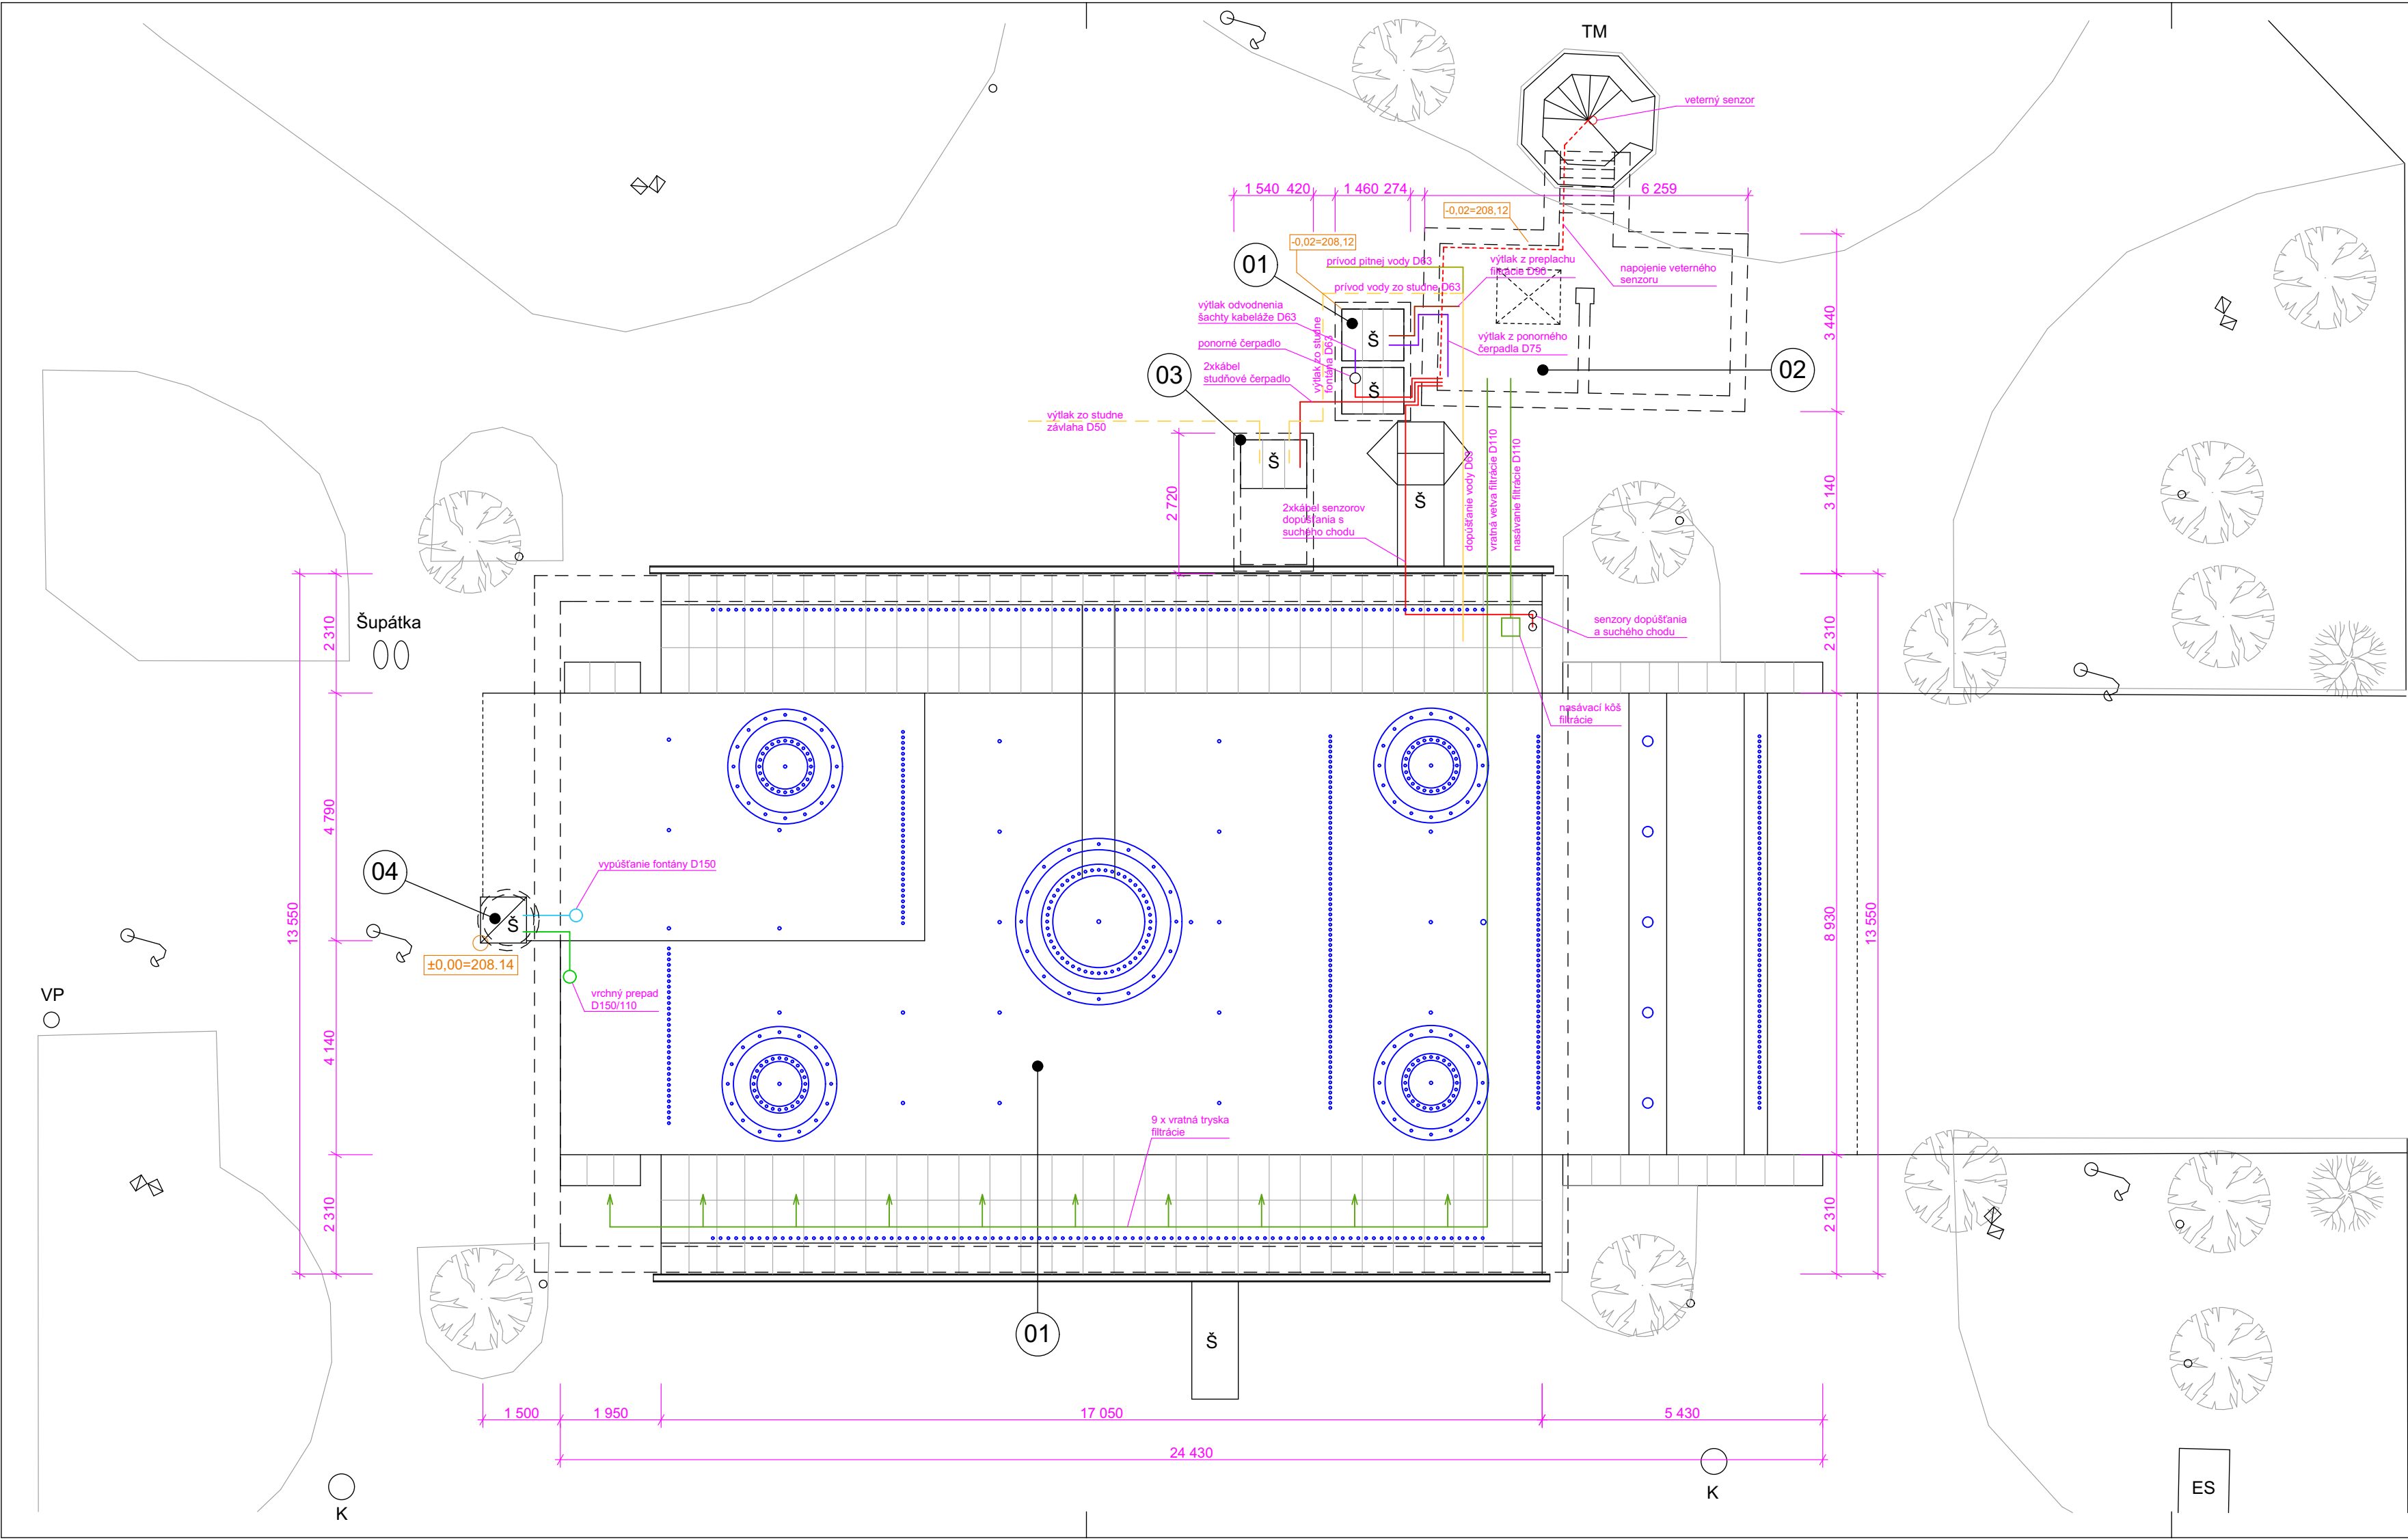 TM
veterný senzor
1 540
420
1 460
274
6 259
-0,02=208,12
-0,02=208,12
01
prívod pitnej vody D63
výtlak z preplachu
filtrácie D90
napojenie veterného
senzoru
prívod vody zo studne D63
výtlak odvodnenia
šachty kabeláže D63
výtlak zo studne
fontána D63
Š
3 440
ponorné čerpadlo
výtlak z ponorného
čerpadla D75
03
2xkábel
studňové čerpadlo
Š
02
výtlak zo studne
závlaha D50
Š
2 720
Š
2xkábel senzorov
dopúšťania s
suchého chodu
dopúšťanie vody D63
vratná vetva filtrácie D110
nasávanie filtrácie D110
3 140
Šupátka
2 310
senzory dopúšťania
a suchého chodu
2 310
nasávací kôš
filtrácie
4 790
04
vypúšťanie fontány D150
Š
13 550
8 930
13 550
±0,00=208.14
VP
vrchný prepad
D150/110
4 140
9 x vratná tryska
filtrácie
2 310
2 310
01
Š
1 500
1 950
17 050
5 430
24 430
K
K
ES